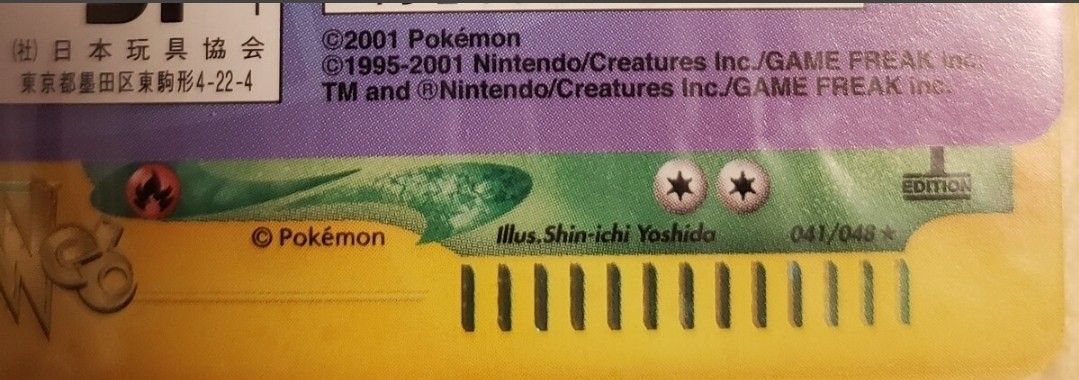 (社)日本玩具協会
東京都墨田区東駒形4-22-4
©2001 Pokémon
©1995-2001 Nintendo/Creatures Inc./GAME FREAK inc.
TM and ®Nintendo/Creatures Inc./GAME FREAK inc.
1
EDITION
© Pokémon
Illus.Shin-ichi Yoshida
041/048 ★
Neo